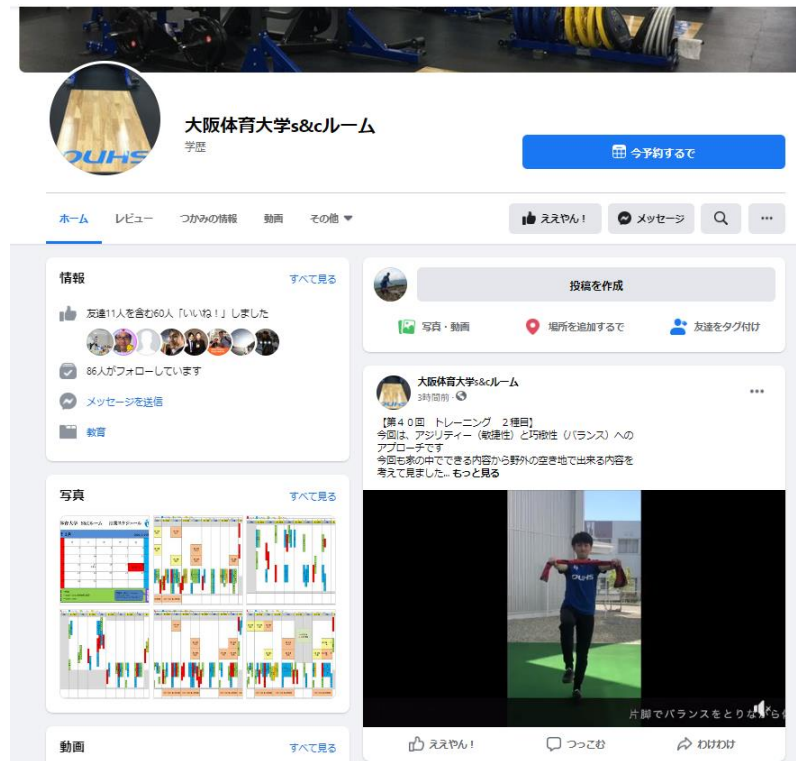 OUHS
大阪体育大学s&cルーム
学歴
今予約するで
ホーム
レビュー
つかみの情報
動画
その他
ええやん！
メッセージ
情報
すべて見る
友達11人を含む60人「いいね！」しました
86人がフォローしています
メッセージを送信
教育
写真
すべて見る
動画
すべて見る
投稿を作成
写真・動画
場所を追加するで
友達をタグ付け
大阪体育大学s&cルーム
3時間前
【第４０回　トレーニング　２種目】
今回は、アジリティー（敏捷性）と巧緻性（バランス）への
アプローチです
今回も家の中でできる内容から野外の空き地で出来る内容を
考えて見ました... もっと見る
OUHS
片脚でバランスをとりながら
ええやん！
つっこむ
わけわけ